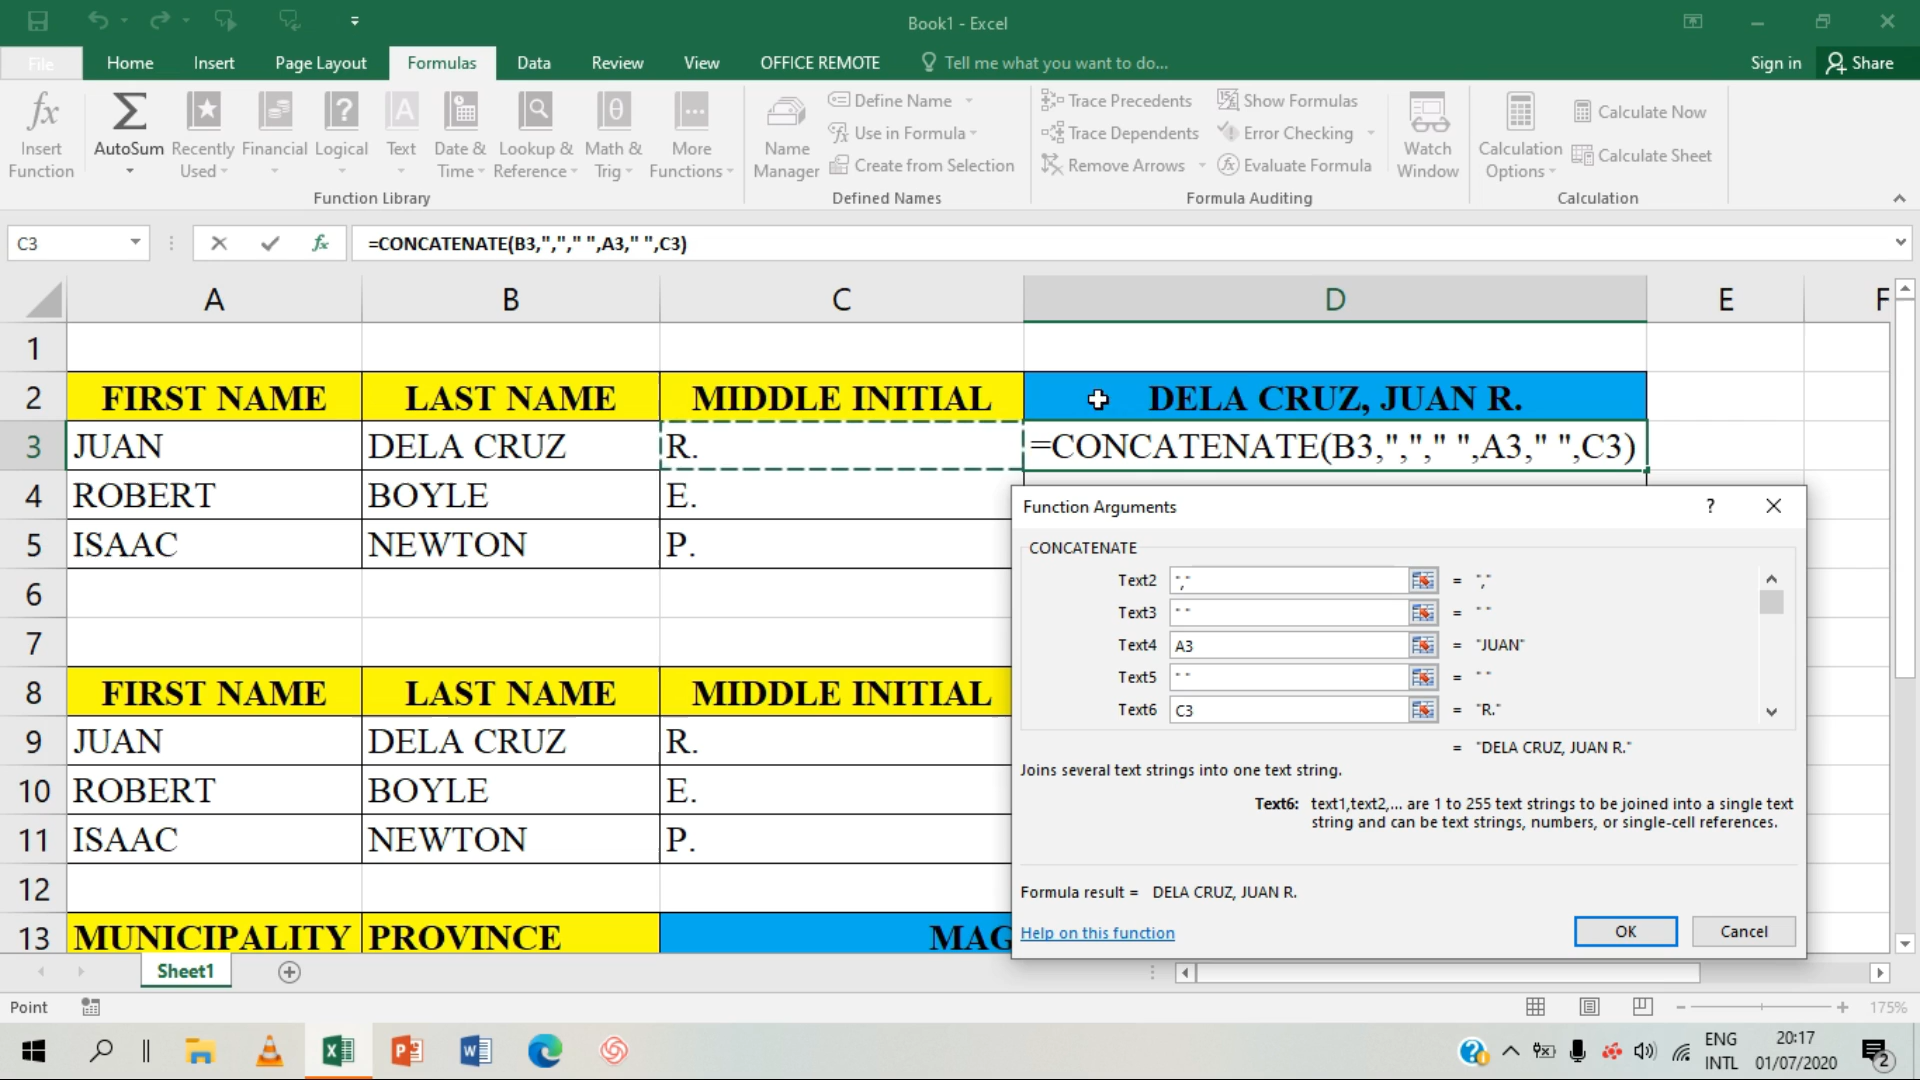 Book1 - Excel
File Home Insert Page Layout Formulas Data Review View OFFICE REMOTE Tell me what you want to do... Sign in Share
Insert Function
AutoSum
Recently Used
Financial
Logical
Text
Date & Time
Lookup & Reference
Math & Trig
More Functions
Function Library
Name Manager
Define Name
Use in Formula
Create from Selection
Defined Names
Trace Precedents
Trace Dependents
Remove Arrows
Show Formulas
Error Checking
Evaluate Formula
Formula Auditing
Watch Window
Calculation Options
Calculate Now
Calculate Sheet
Calculation
C3 fx =CONCATENATE(B3,","," ",A3," ",C3)
A B C D E F
1
2 FIRST NAME LAST NAME MIDDLE INITIAL DELA CRUZ, JUAN R.
3 JUAN DELA CRUZ R. =CONCATENATE(B3,","," ",A3," ",C3)
4 ROBERT BOYLE E.
5 ISAAC NEWTON P.
6
7
8 FIRST NAME LAST NAME MIDDLE INITIAL
9 JUAN DELA CRUZ R.
10 ROBERT BOYLE E.
11 ISAAC NEWTON P.
12
13 MUNICIPALITY PROVINCE MAG
Function Arguments ?
CONCATENATE
Text2 "," = ","
Text3 " " = " "
Text4 A3 = "JUAN"
Text5 " " = " "
Text6 C3 = "R."
= "DELA CRUZ, JUAN R."
Joins several text strings into one text string.
Text6: text1,text2,... are 1 to 255 text strings to be joined into a single text
string and can be text strings, numbers, or single-cell references.
Formula result = DELA CRUZ, JUAN R.
Help on this function
OK Cancel
Sheet1
Point 175%
ENG 20:17
INTL 01/07/2020 2